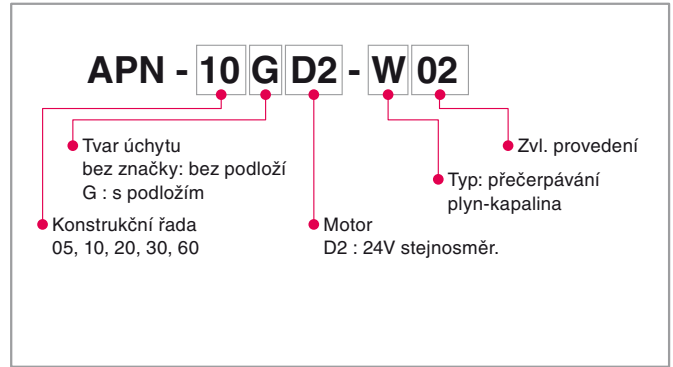 APN - 10 G D2 - W 02
Tvar úchytu
bez značky: bez podloží
G : s podložím
Zvl. provedení
Typ: přečerpávání
plyn-kapalina
Konstrukční řada
05, 10, 20, 30, 60
Motor
D2 : 24V stejnosměr.